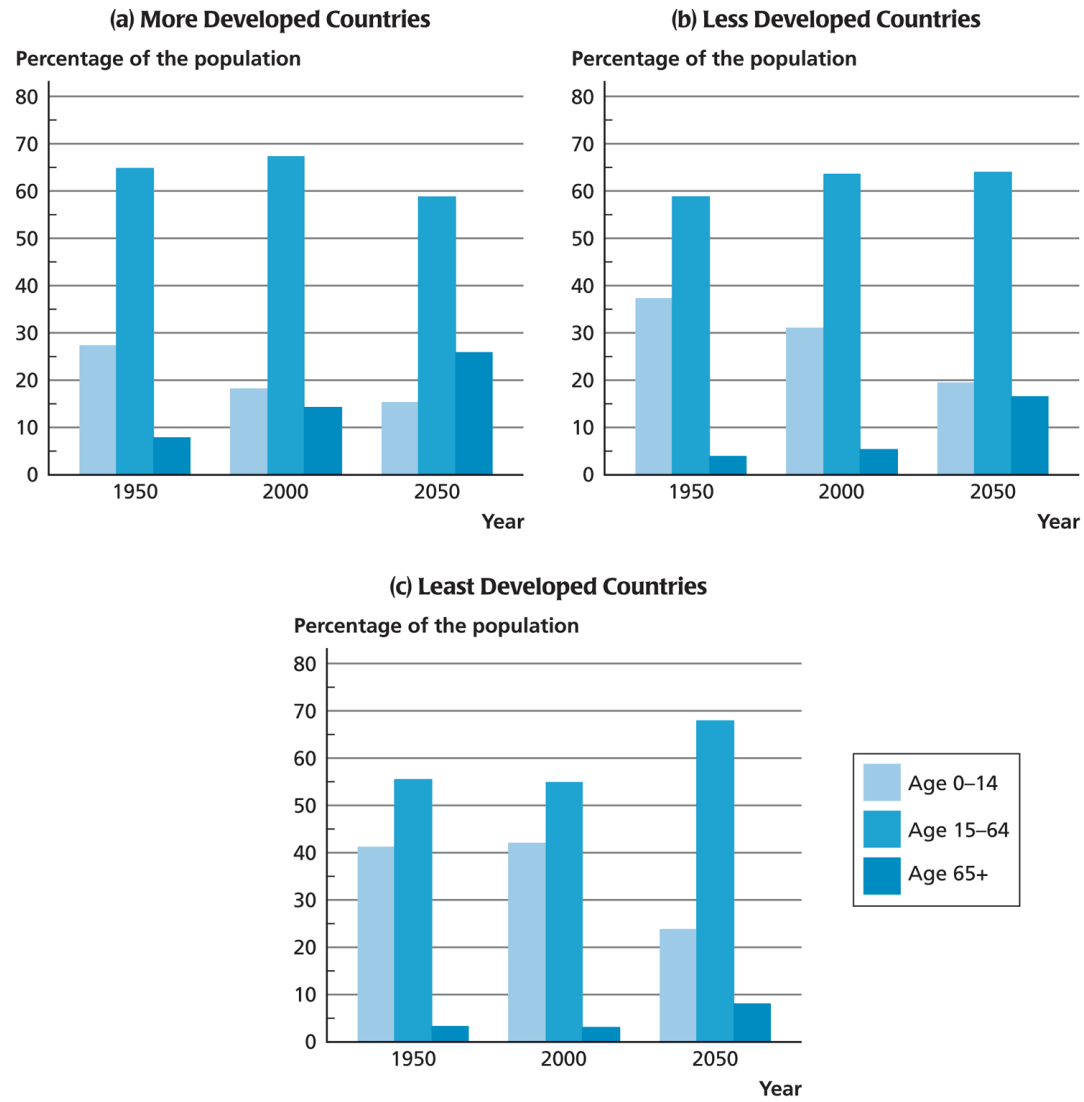 (a) More Developed Countries
Percentage of the population
80
70
60
50
40
30
20
10
0
1950 2000 2050
Year
(b) Less Developed Countries
Percentage of the population
80
70
60
50
40
30
20
10
0
1950 2000 2050
Year
(c) Least Developed Countries
Percentage of the population
80
70
60
50
40
30
20
10
0
1950 2000 2050
Year
Age 0–14
Age 15–64
Age 65+